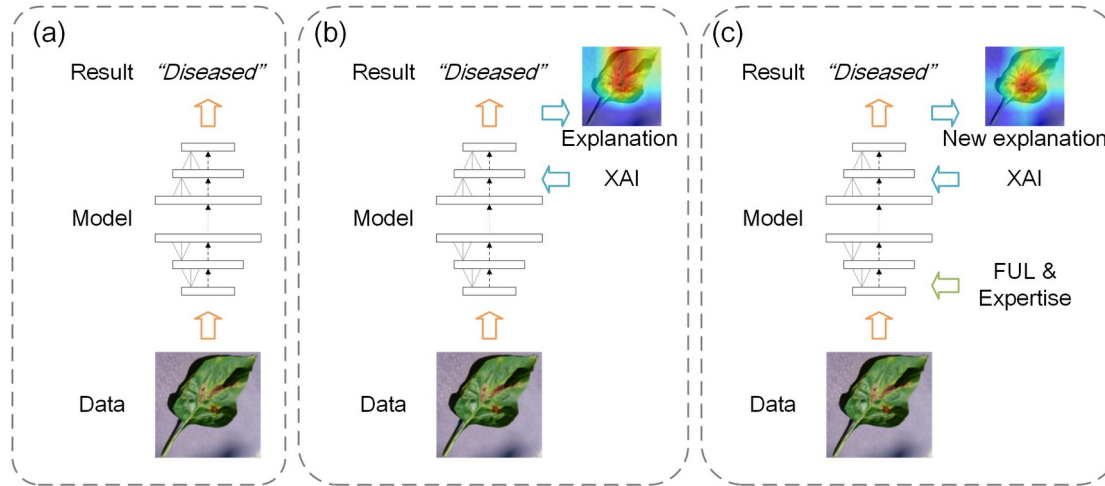 (a)
Result “Diseased”
Model
Data
(b)
Result “Diseased”
Explanation
XAI
Model
Data
(c)
Result “Diseased”
New explanation
XAI
Model
FUL &
Expertise
Data